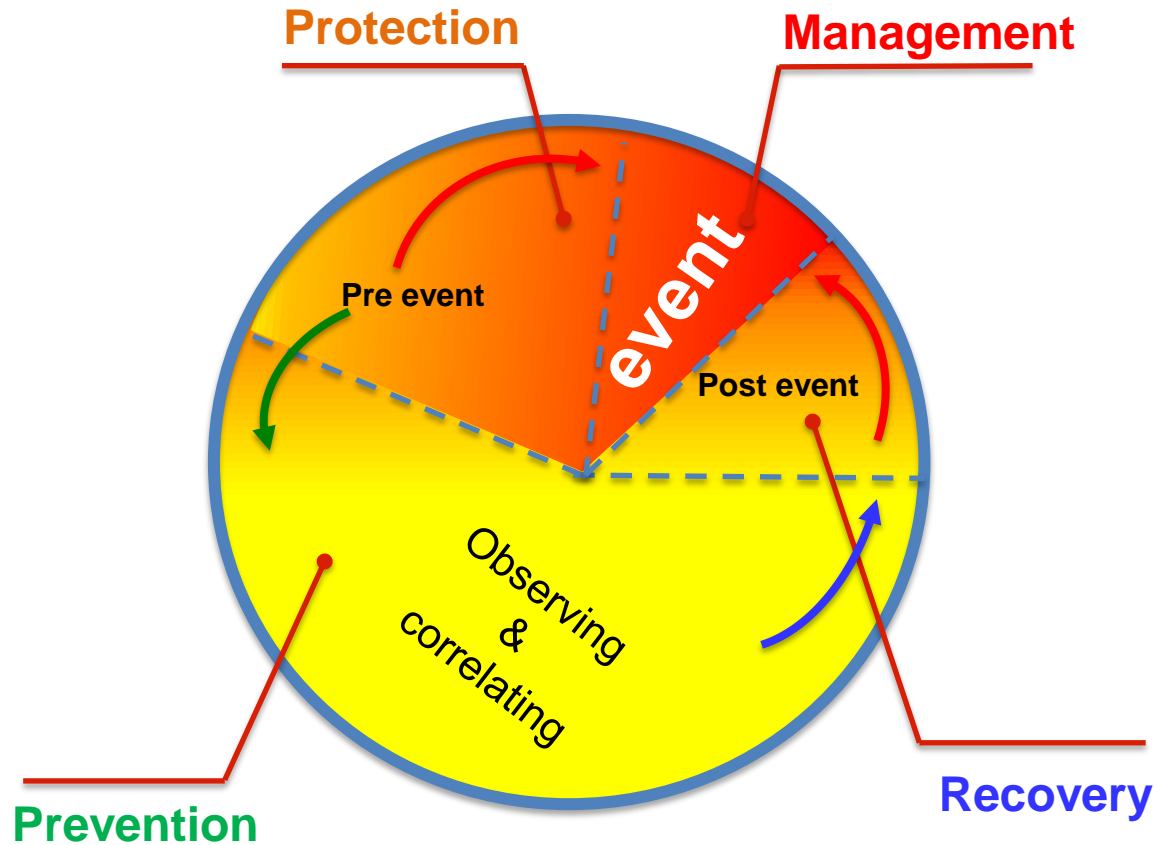 Protection
Management
event
Pre event
Post event
Observing
&
correlating
Recovery
Prevention